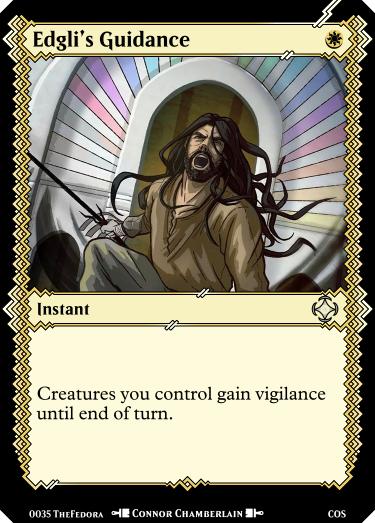 Edgli's Guidance
Instant
Creatures you control gain vigilance
until end of turn.
0035 TheFedora Connor Chamberlain COS